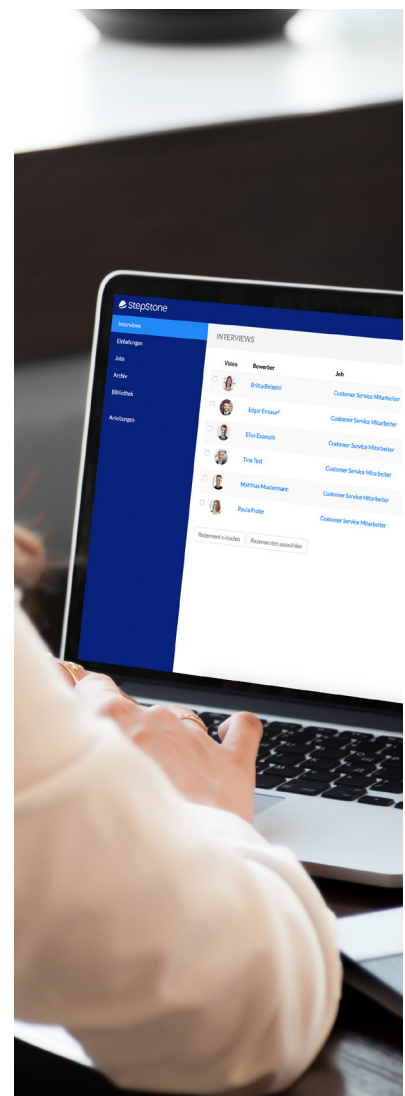 stepstone
Interviews
Einladungen
Jobs
Archiv
Bibliothek
Anleitungen
INTERVIEWS
Video Bewerber Job
Britta Beispiel Customer Service Mitarbeiter
Edgar Entwurf Customer Service Mitarbeiter
Elias Example Customer Service Mitarbeiter
Tina Test Customer Service Mitarbeiter
Matthias Mustermann Customer Service Mitarbeiter
Paula Probe Customer Service Mitarbeiter
Rezensent einladen Rezensenten auswählen